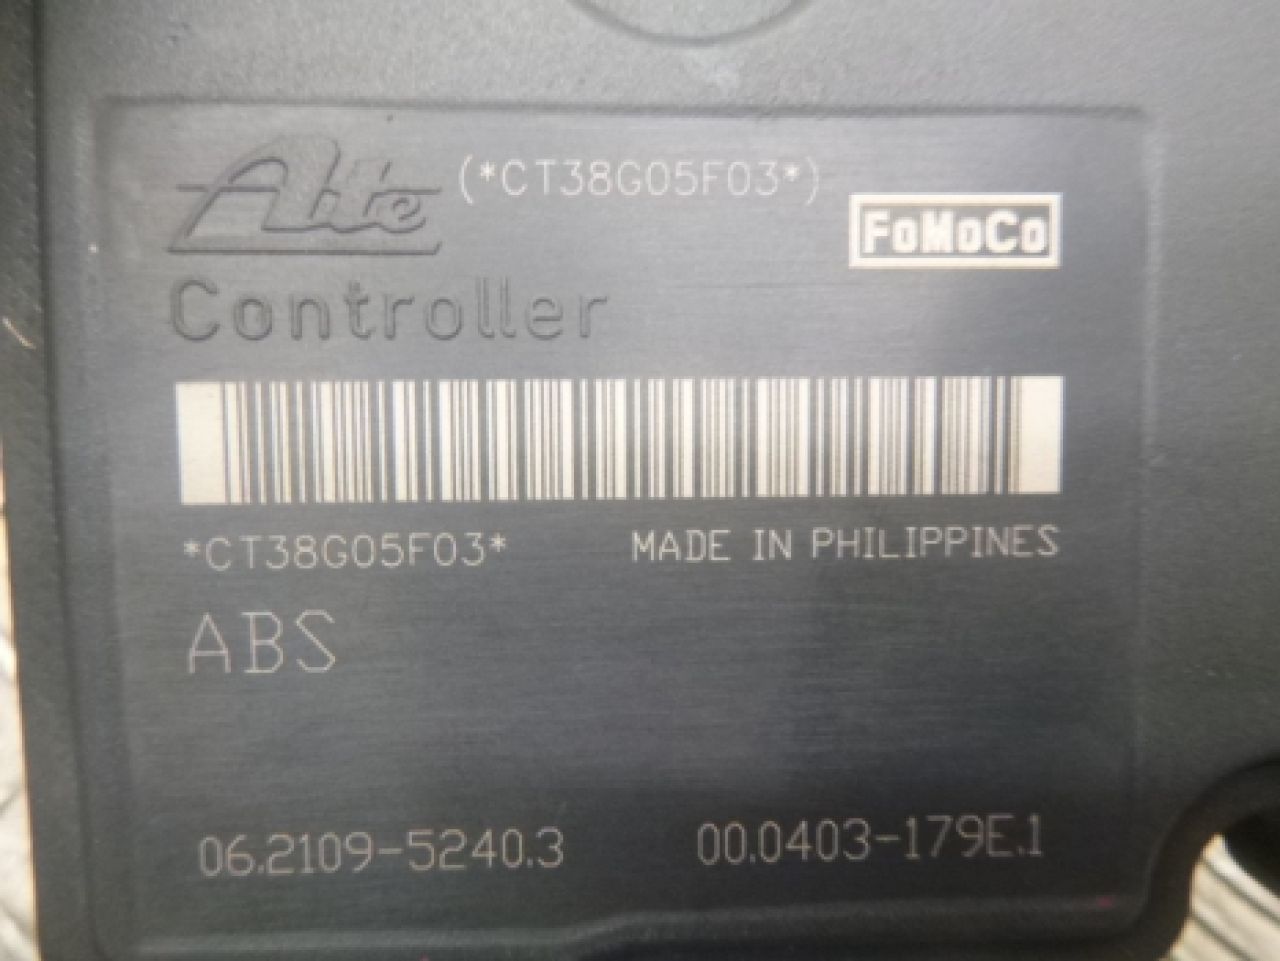 Ate (*CT38G05F03*)
FoMoCo
Controller
*CT38G05F03* MADE IN PHILIPPINES
ABS
06.2109-5240.3 00.0403-179E.1